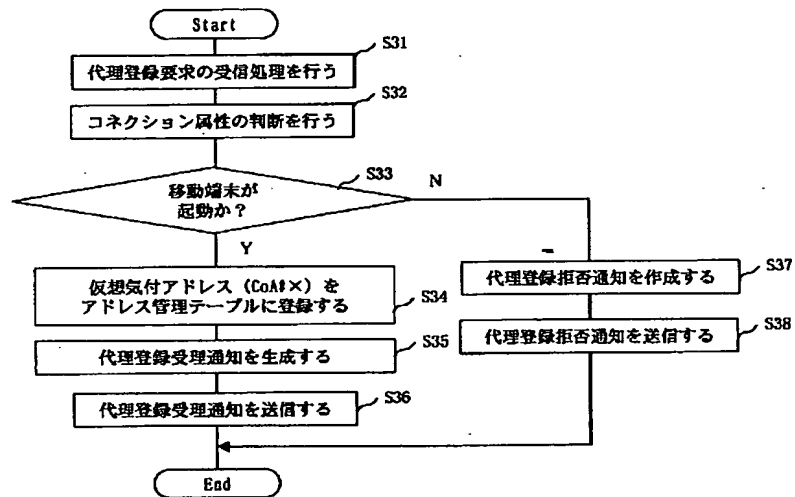 Start
S31
代理登録要求の受信処理を行う
S32
コネクション属性の判断を行う
S33
移動端末が
起動か？
N
Y
仮想気付アドレス（CoA#×）を
アドレス管理テーブルに登録する
S34
代理登録受理通知を生成する
S35
代理登録受理通知を送信する
S36
代理登録拒否通知を作成する
S37
代理登録拒否通知を送信する
S38
End